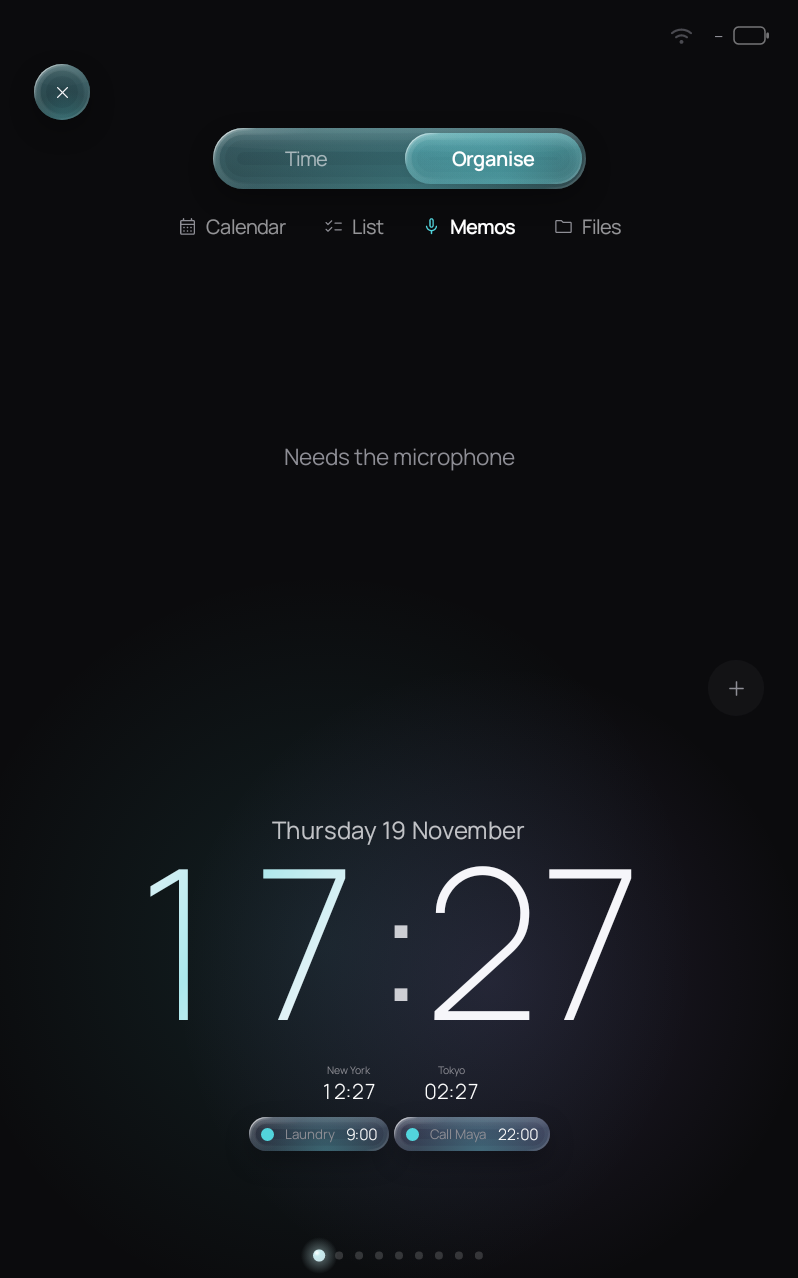 –
Time Organise
Calendar List Memos Files
Needs the microphone
Thursday 19 November
17:27
New York Tokyo
12:27 02:27
Laundry 9:00 Call Maya 22:00